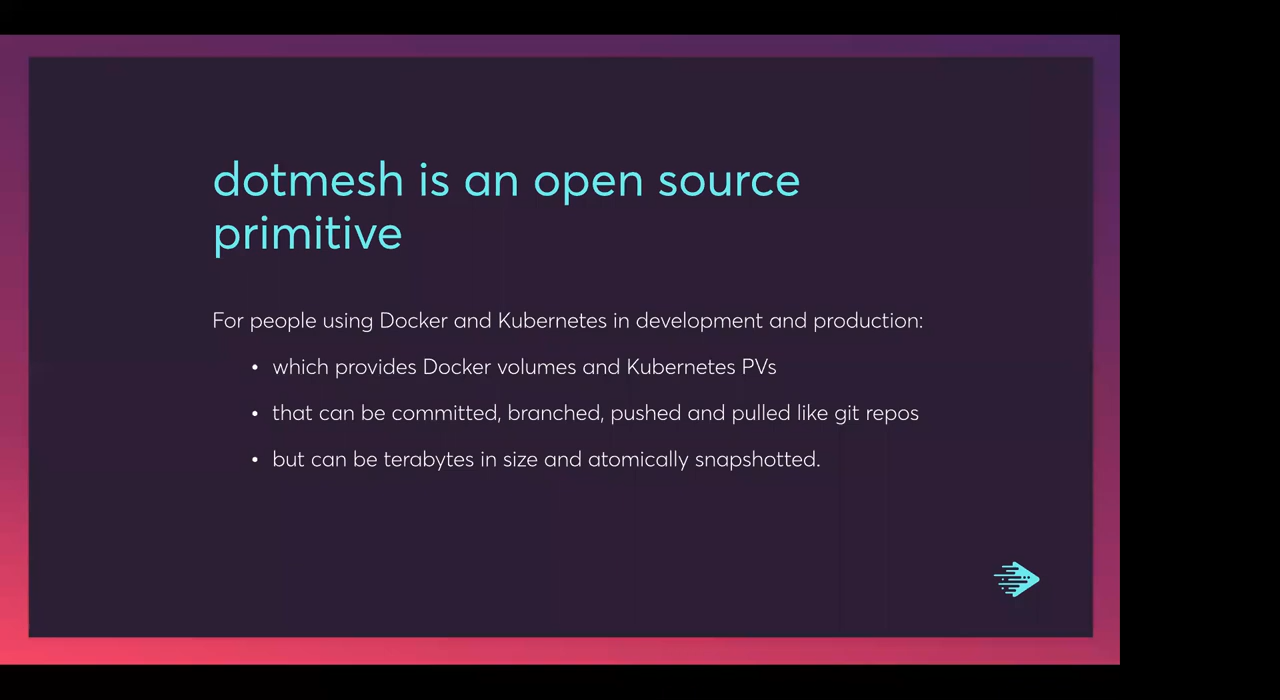 dotmesh is an open source
primitive
For people using Docker and Kubernetes in development and production:
• which provides Docker volumes and Kubernetes PVs
• that can be committed, branched, pushed and pulled like git repos
• but can be terabytes in size and atomically snapshotted.